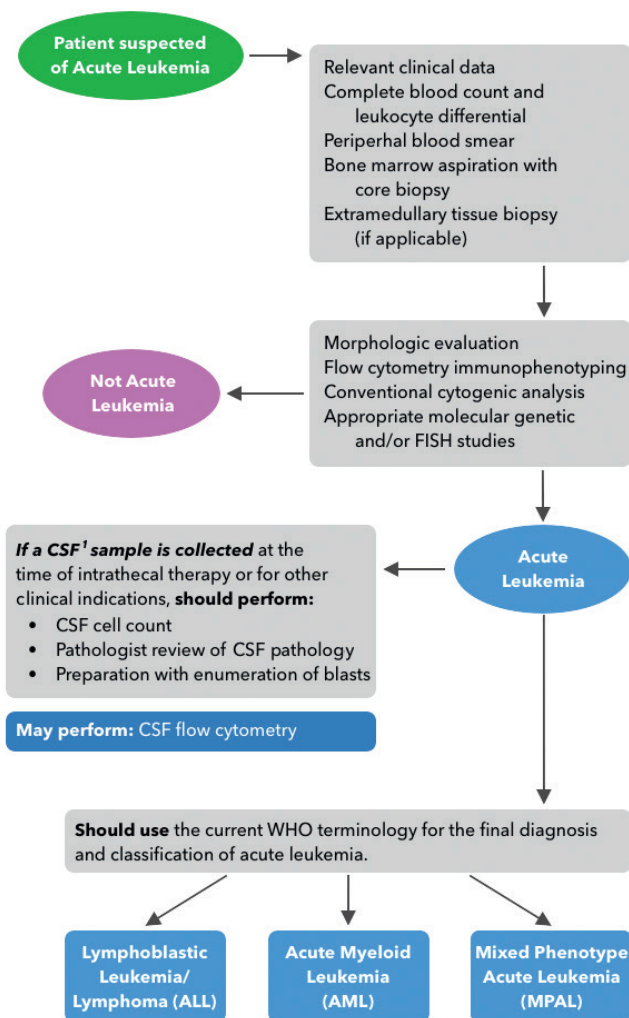 Patient suspected
of Acute Leukemia
Relevant clinical data
Complete blood count and
leukocyte differential
Periperhal blood smear
Bone marrow aspiration with
core biopsy
Extramedullary tissue biopsy
(if applicable)
Morphologic evaluation
Flow cytometry immunophenotyping
Conventional cytogenic analysis
Appropriate molecular genetic
and/or FISH studies
Not Acute
Leukemia
Acute
Leukemia
If a CSF¹ sample is collected at the
time of intrathecal therapy or for other
clinical indications, should perform:
• CSF cell count
• Pathologist review of CSF pathology
• Preparation with enumeration of blasts
May perform: CSF flow cytometry
Should use the current WHO terminology for the final diagnosis
and classification of acute leukemia.
Lymphoblastic
Leukemia/
Lymphoma (ALL)
Acute Myeloid
Leukemia
(AML)
Mixed Phenotype
Acute Leukemia
(MPAL)